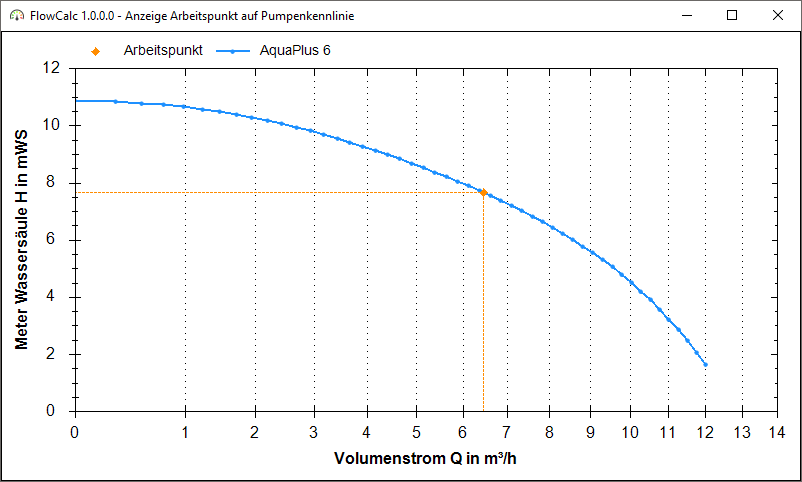 FlowCalc 1.0.0.0 - Anzeige Arbeitspunkt auf Pumpenkennlinie
Arbeitspunkt AquaPlus 6
Meter Wassersäule H in mWS
12
10
8
6
4
2
0
0 1 2 3 4 5 6 7 8 9 10 11 12 13 14
Volumenstrom Q in m³/h